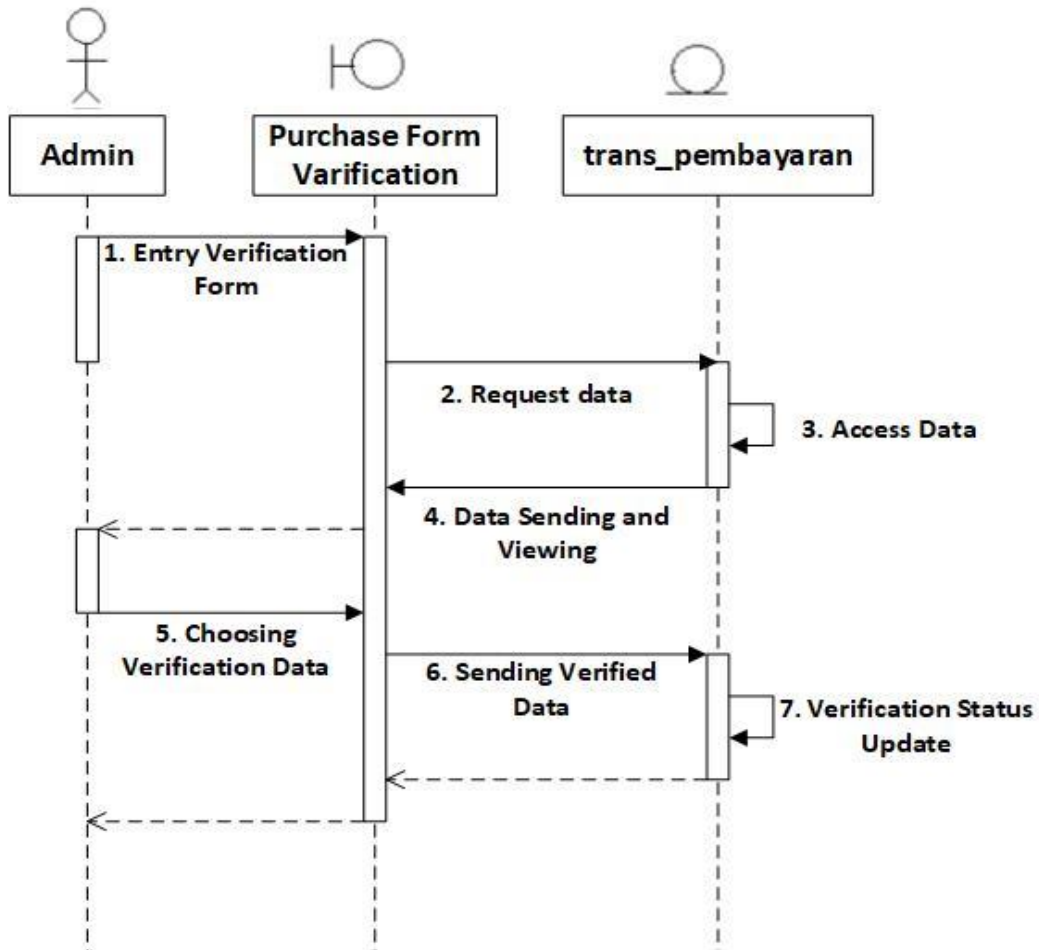 Admin
Purchase Form
Varification
trans_pembayaran
1. Entry Verification
Form
2. Request data
3. Access Data
4. Data Sending and
Viewing
5. Choosing
Verification Data
6. Sending Verified
Data
7. Verification Status
Update